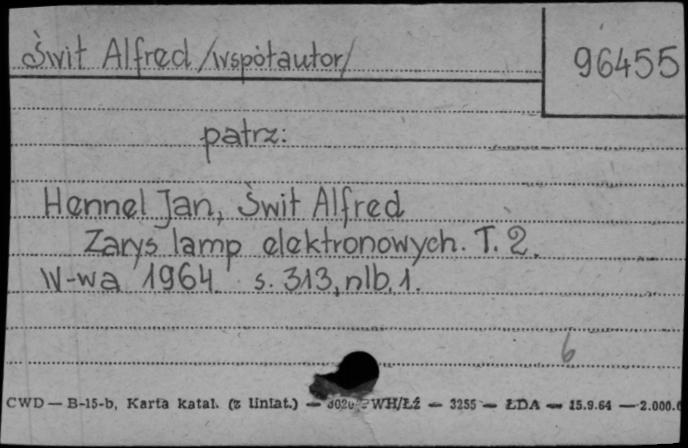 Świt Alfred /współautor/
96455
patrz:
Hennel Jan, Świt Alfred
Zarys lamp elektronowych. T. 2.
W-wa 1964. s. 313, nlb. 1.
6
CWD — B-15-b, Karta katal. (z liniat.) — WH/Łź — 3255 — ŁDA — 15.9.64 — 2.000.